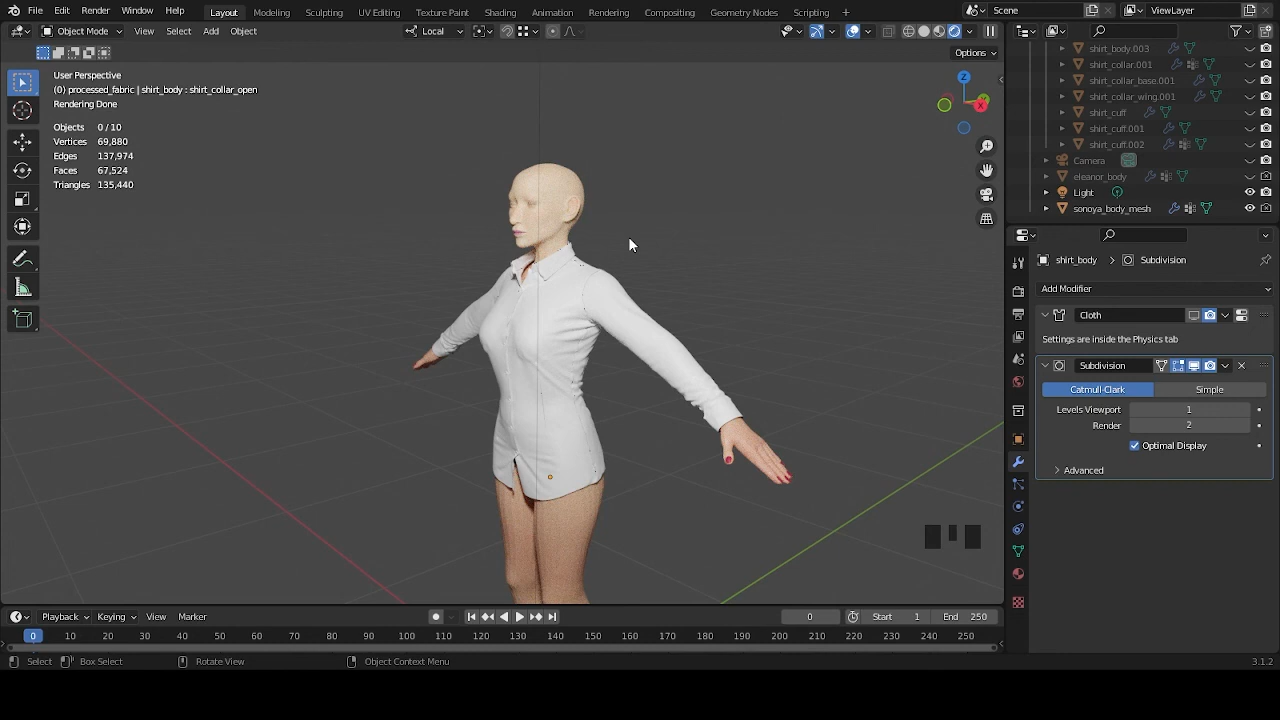 File Edit Render Window Help Layout Modeling Sculpting UV Editing Texture Paint Shading Animation Rendering Compositing Geometry Nodes Scripting + Scene ViewLayer
Object Mode View Select Add Object Local
Options
User Perspective
(0) processed_fabric | shirt_body : shirt_collar_open
Rendering Done
Objects 0 / 10
Vertices 69,880
Edges 137,974
Faces 67,524
Triangles 135,440
Z
X
shirt_body.003
shirt_collar.001
shirt_collar_base.001
shirt_collar_wing.001
shirt_cuff
shirt_cuff.001
shirt_cuff.002
Camera
eleanor_body
Light
sonoya_body_mesh
shirt_body > Subdivision
Add Modifier
Cloth
Settings are inside the Physics tab
Subdivision
Catmull-Clark Simple
Levels Viewport 1
Render 2
Optimal Display
Advanced
Playback Keying View Marker 0 Start 1 End 250
0 10 20 30 40 50 60 70 80 90 100 110 120 130 140 150 160 170 180 190 200 210 220 230 240 250
Select Box Select Rotate View Object Context Menu 3.1.2